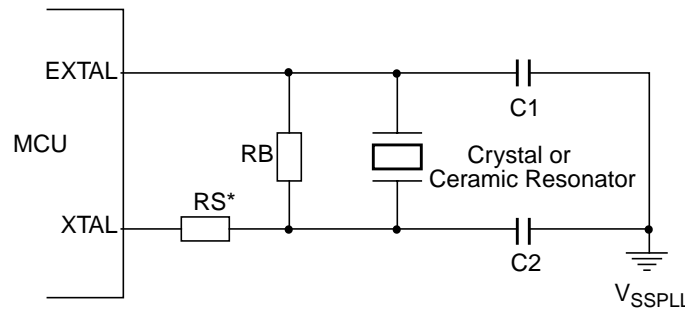 EXTAL
C1
MCU
RB
Crystal or
Ceramic Resonator
RS*
XTAL
C2
VSSPLL